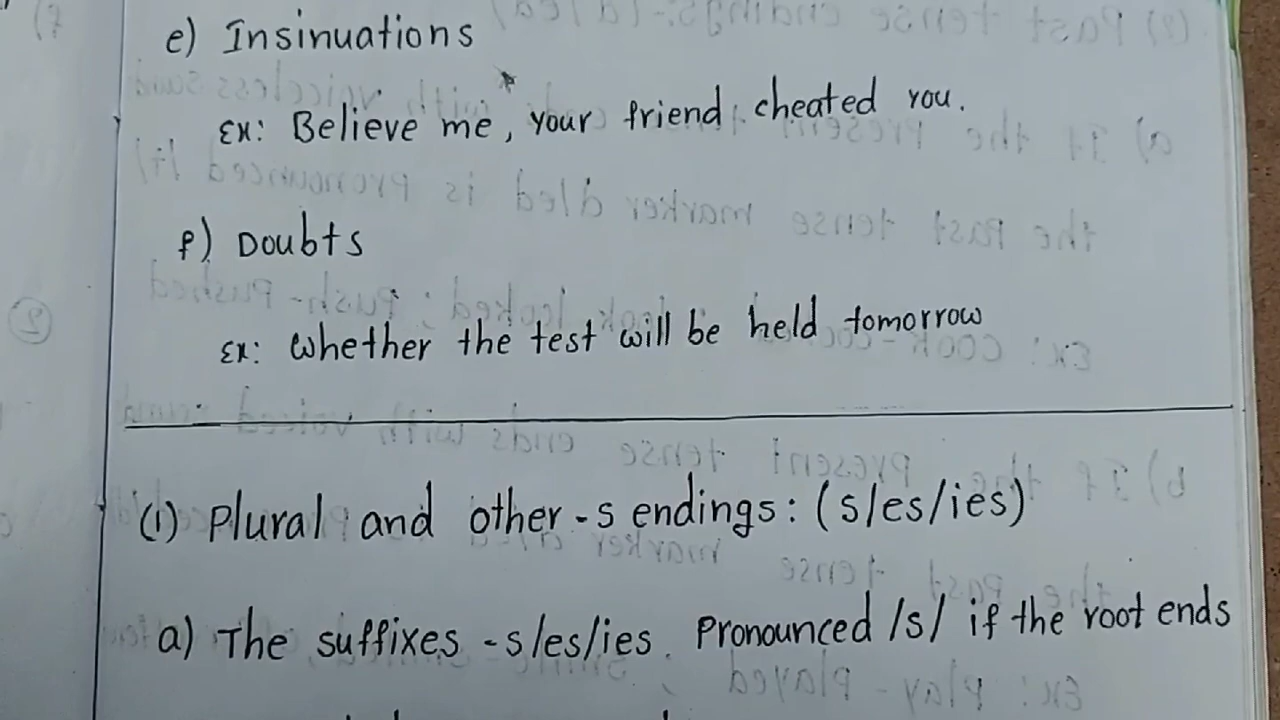 e) Insinuations
Ex: Believe me, your friend cheated you.
f) Doubts
Ex: Whether the test will be held tomorrow
(1) Plural and other -s endings: (s/es/ies)
a) The suffixes -s/es/ies. Pronounced /s/ if the root ends